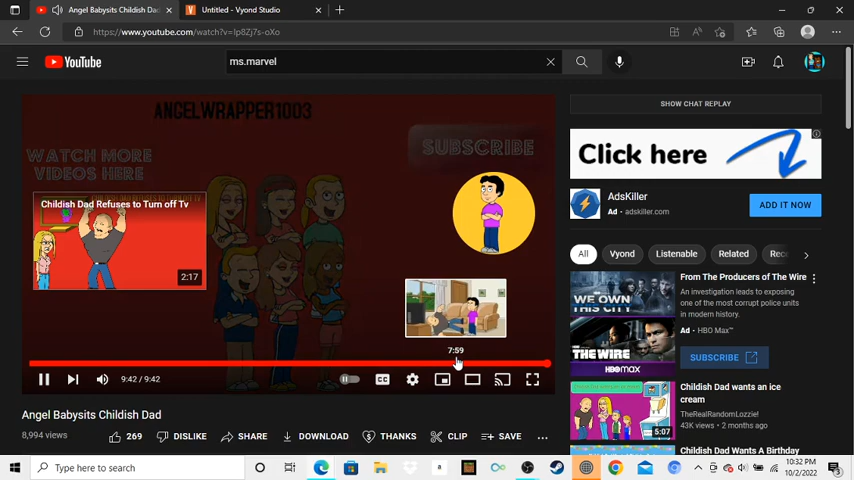 Angel Babysits Childish Dad
Untitled - Vyond Studio
https://www.youtube.com/watch?v=lp8Zj7s-oXo
YouTube
ms.marvel
SHOW CHAT REPLAY
ANGELWRAPPER1003
WATCH MORE
VIDEOS HERE
SUBSCRIBE
Childish Dad Refuses to Turn off Tv
2:17
7:59
9:42 / 9:42
CC
Angel Babysits Childish Dad
8,994 views
269
DISLIKE
SHARE
DOWNLOAD
THANKS
CLIP
SAVE
Click here
AdsKiller
Ad - adskiller.com
ADD IT NOW
All
Vyond
Listenable
Related
Rec
WE OWN
THIS CITY
THE WIRE
HBOMAX
From The Producers of The Wire
An investigation leads to exposing
one of the most corrupt police units
in modern history.
Ad - HBO Max™
SUBSCRIBE
Childish Dad wants an ice
cream
TheRealRandomLozzie!
43K views • 2 months ago
5:07
Childish Dad Wants A Birthday
Type here to search
10:32 PM
10/2/2022
3